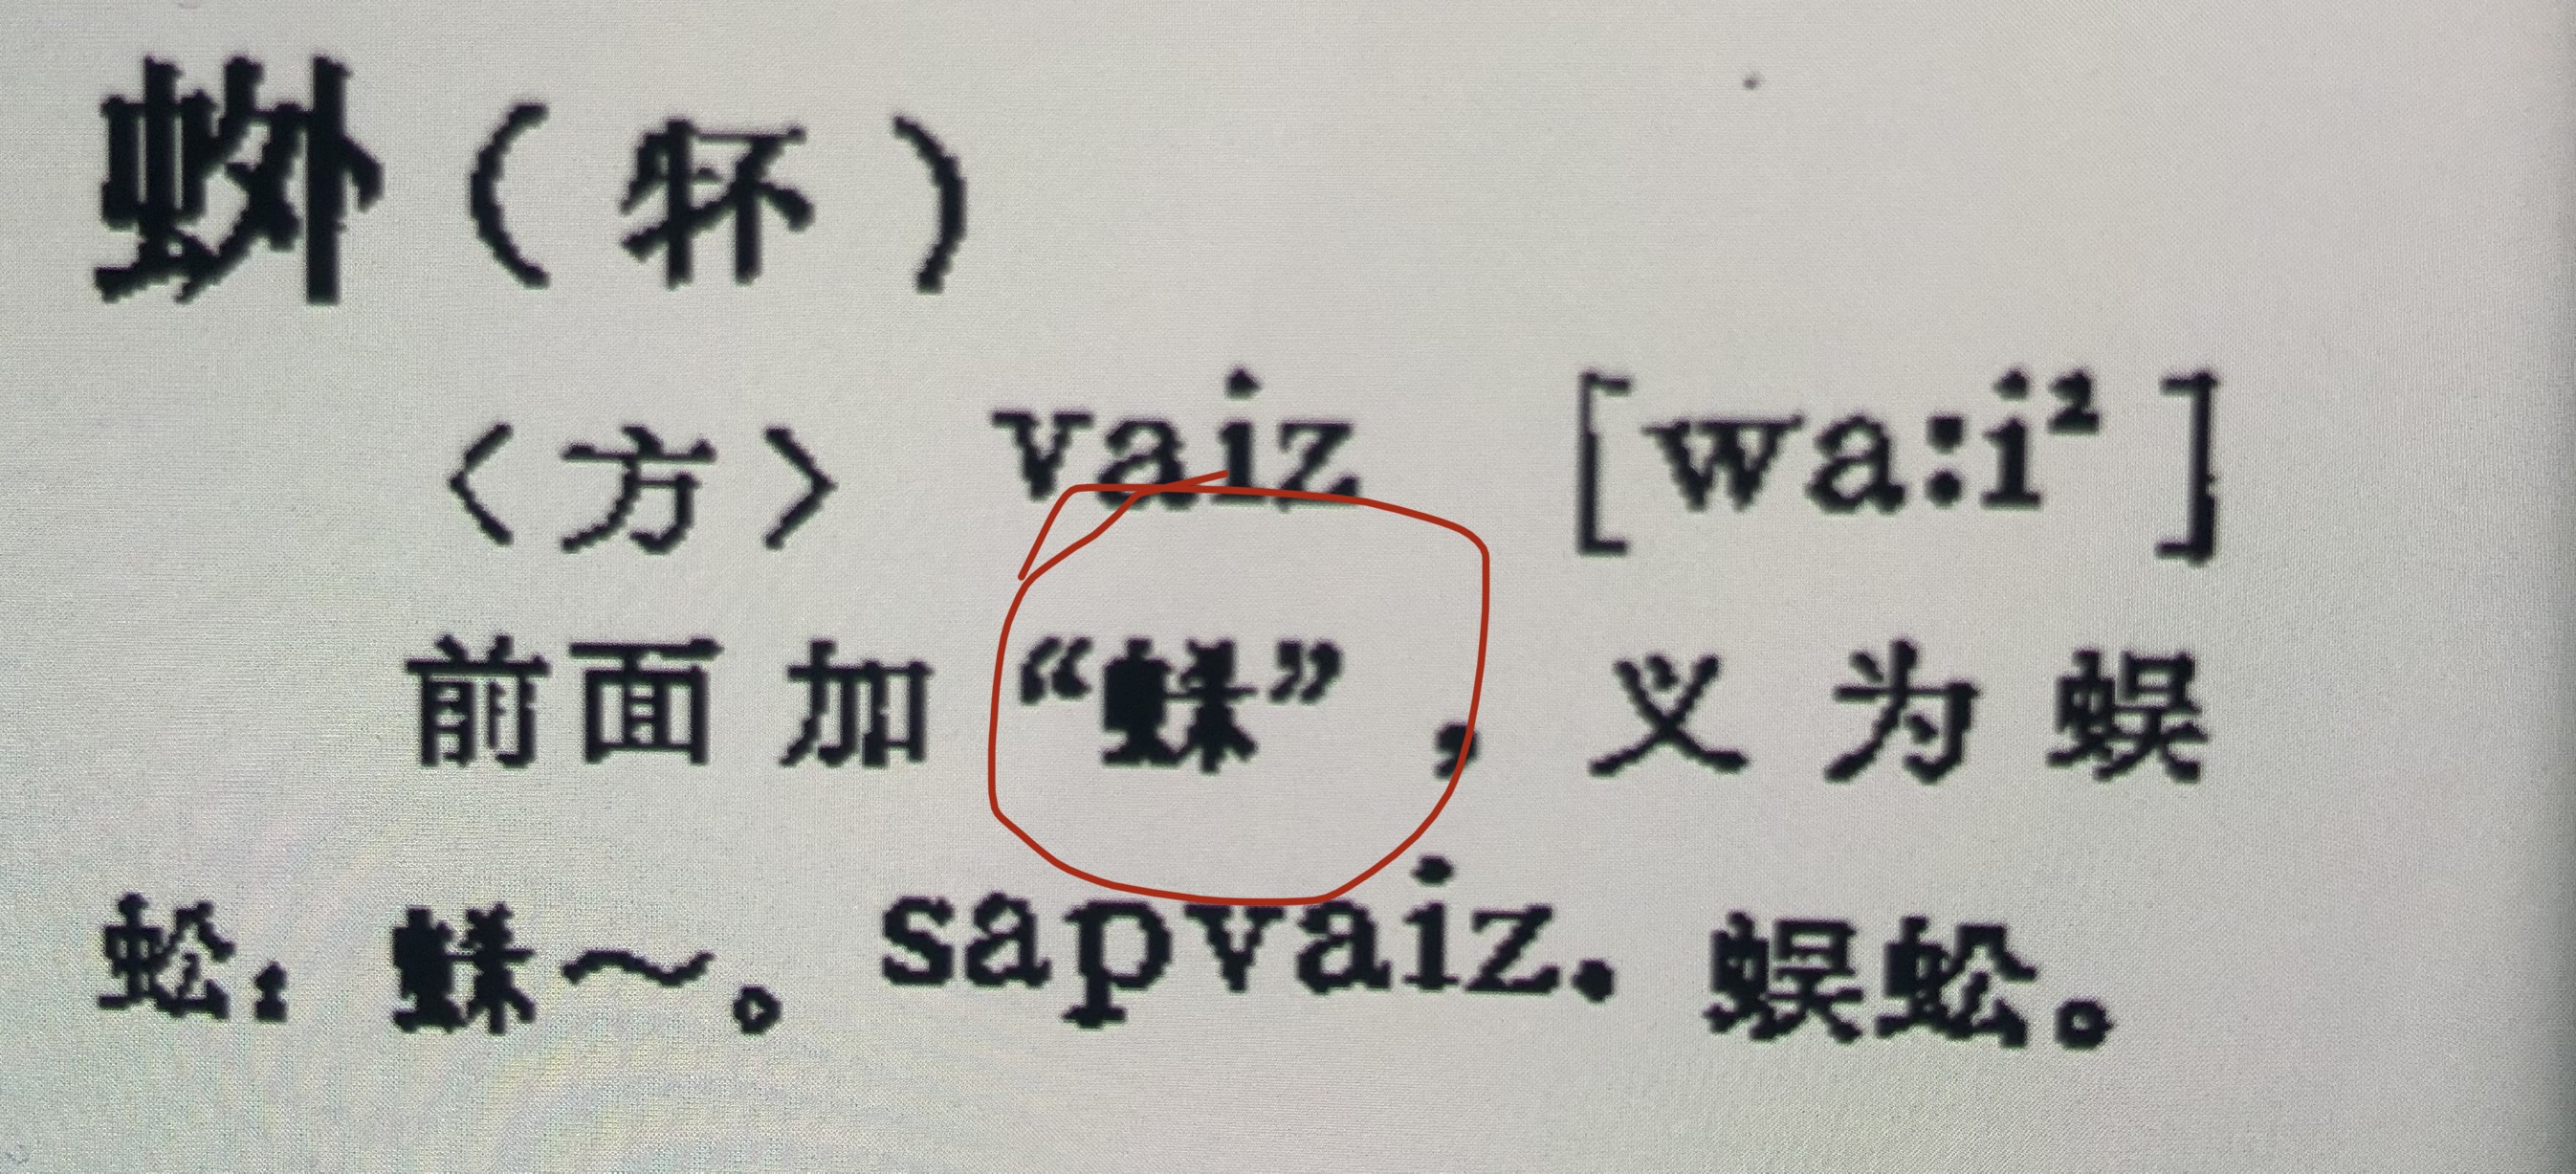 （ ）
〈方〉 vaiz [wa:i²]
前面加“ ”，义为蜈
蚣：～。sapvaiz. 蜈蚣。